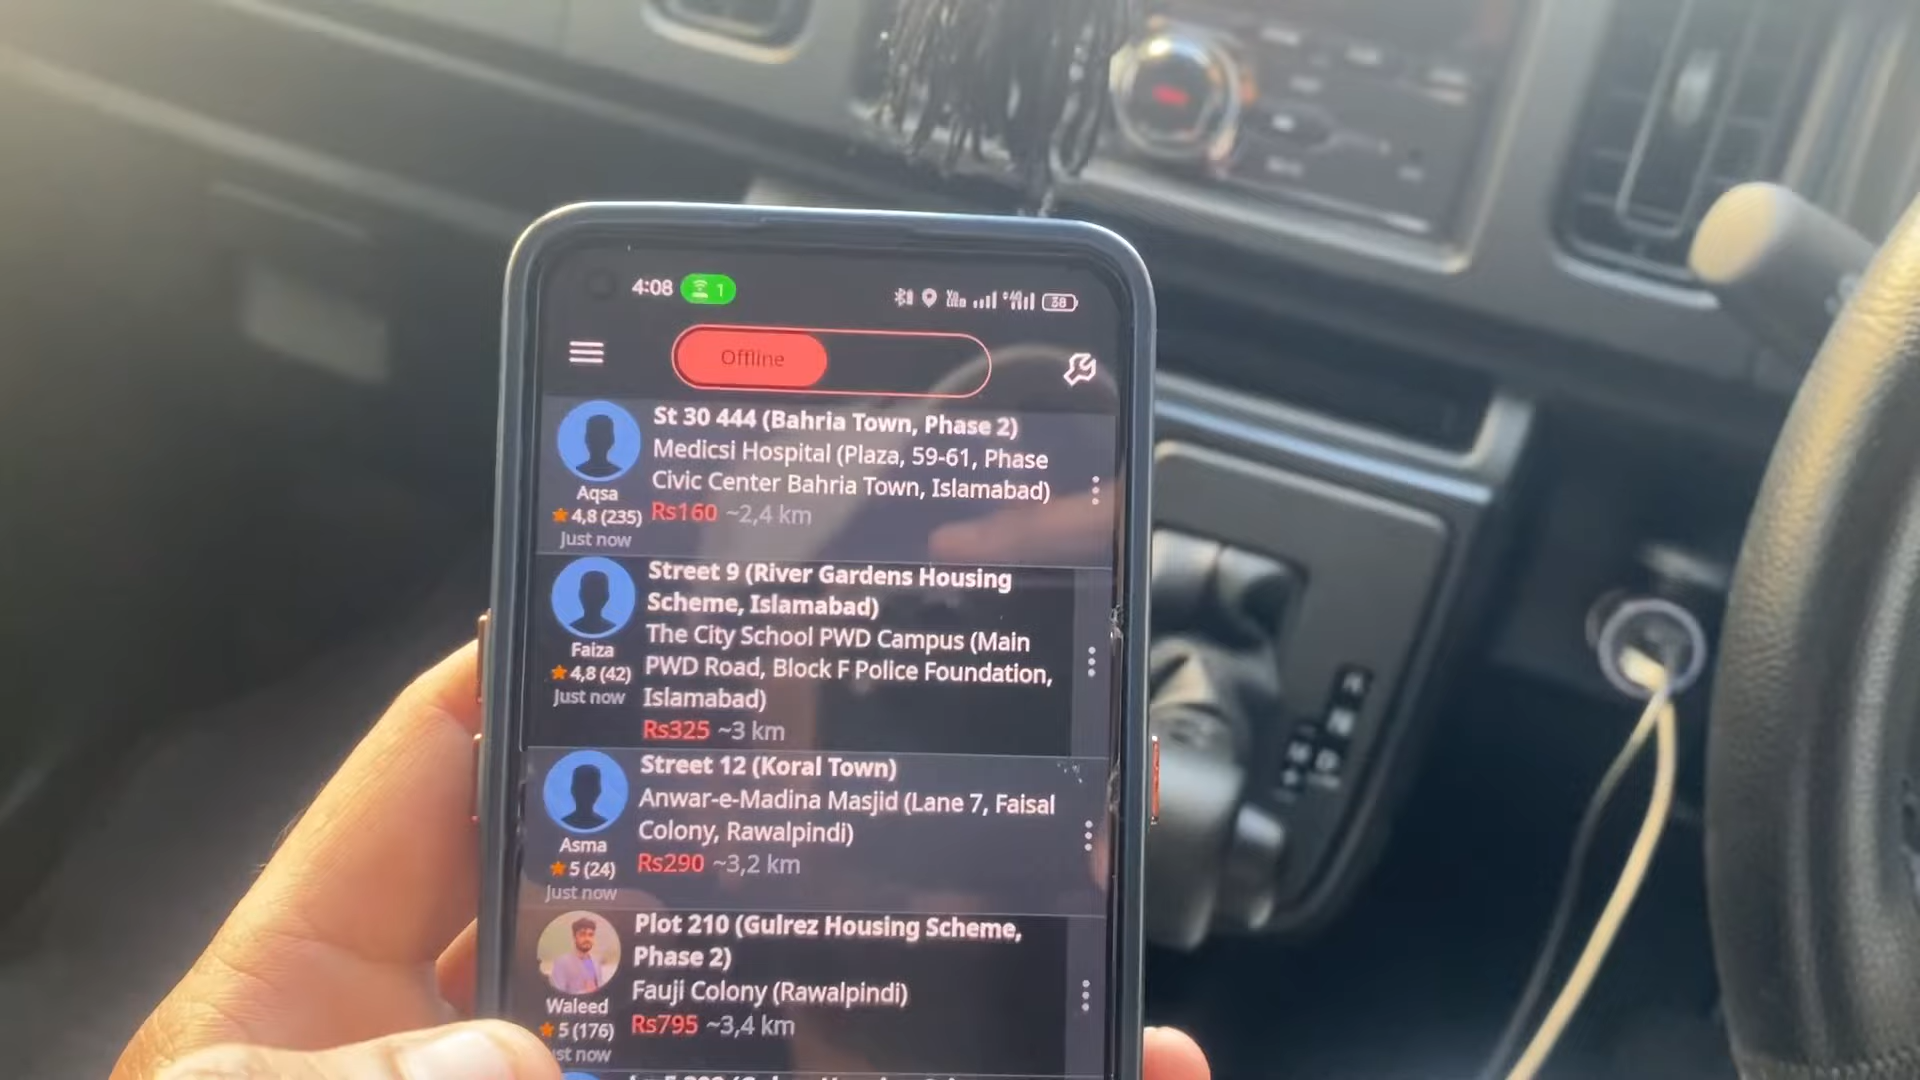 4:08
1
38
Offline
St 30 444 (Bahria Town, Phase 2)
Medicsi Hospital (Plaza, 59-61, Phase
Civic Center Bahria Town, Islamabad)
Rs160 ~2,4 km
Aqsa
4,8 (235)
Just now
Street 9 (River Gardens Housing
Scheme, Islamabad)
The City School PWD Campus (Main
PWD Road, Block F Police Foundation,
Islamabad)
Rs325 ~3 km
Faiza
4,8 (42)
Just now
Street 12 (Koral Town)
Anwar-e-Madina Masjid (Lane 7, Faisal
Colony, Rawalpindi)
Rs290 ~3,2 km
Asma
5 (24)
Just now
Plot 210 (Gulrez Housing Scheme,
Phase 2)
Fauji Colony (Rawalpindi)
Rs795 ~3,4 km
Waleed
5 (176)
now